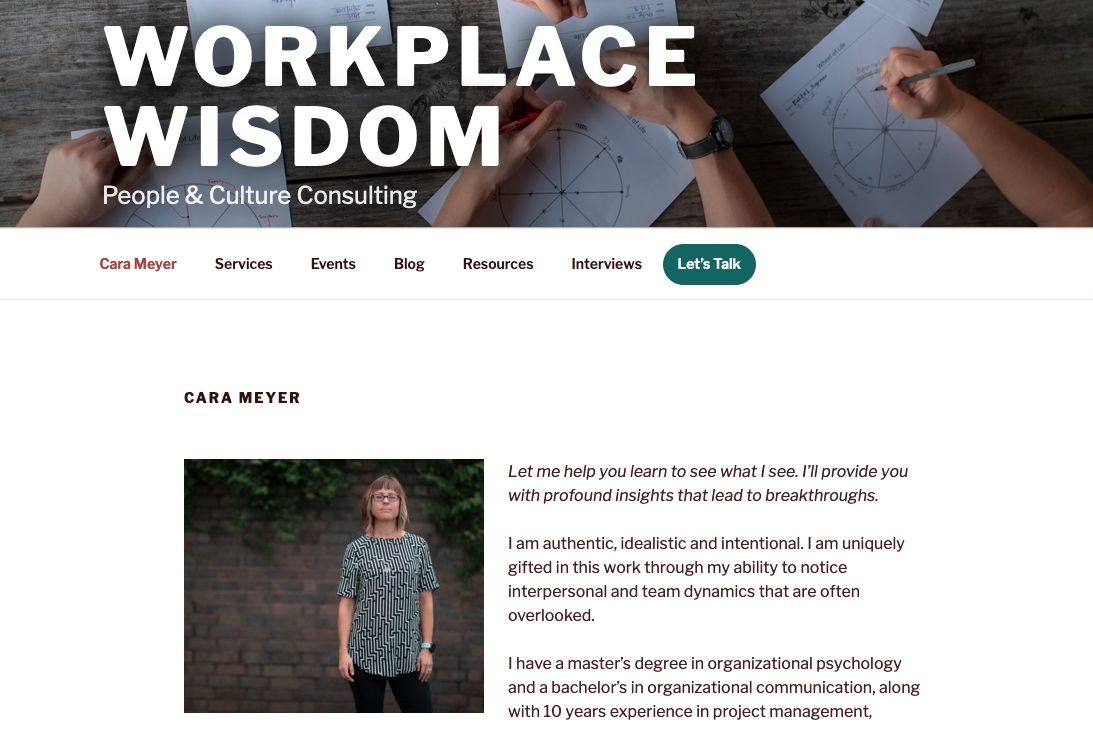 WORKPLACE
WISDOM
People & Culture Consulting
Wheel of Life
Cara Meyer
Services
Events
Blog
Resources
Interviews
Let’s Talk
CARA MEYER
Let me help you learn to see what I see. I’ll provide you
with profound insights that lead to breakthroughs.
I am authentic, idealistic and intentional. I am uniquely
gifted in this work through my ability to notice
interpersonal and team dynamics that are often
overlooked.
I have a master’s degree in organizational psychology
and a bachelor’s in organizational communication, along
with 10 years experience in project management,